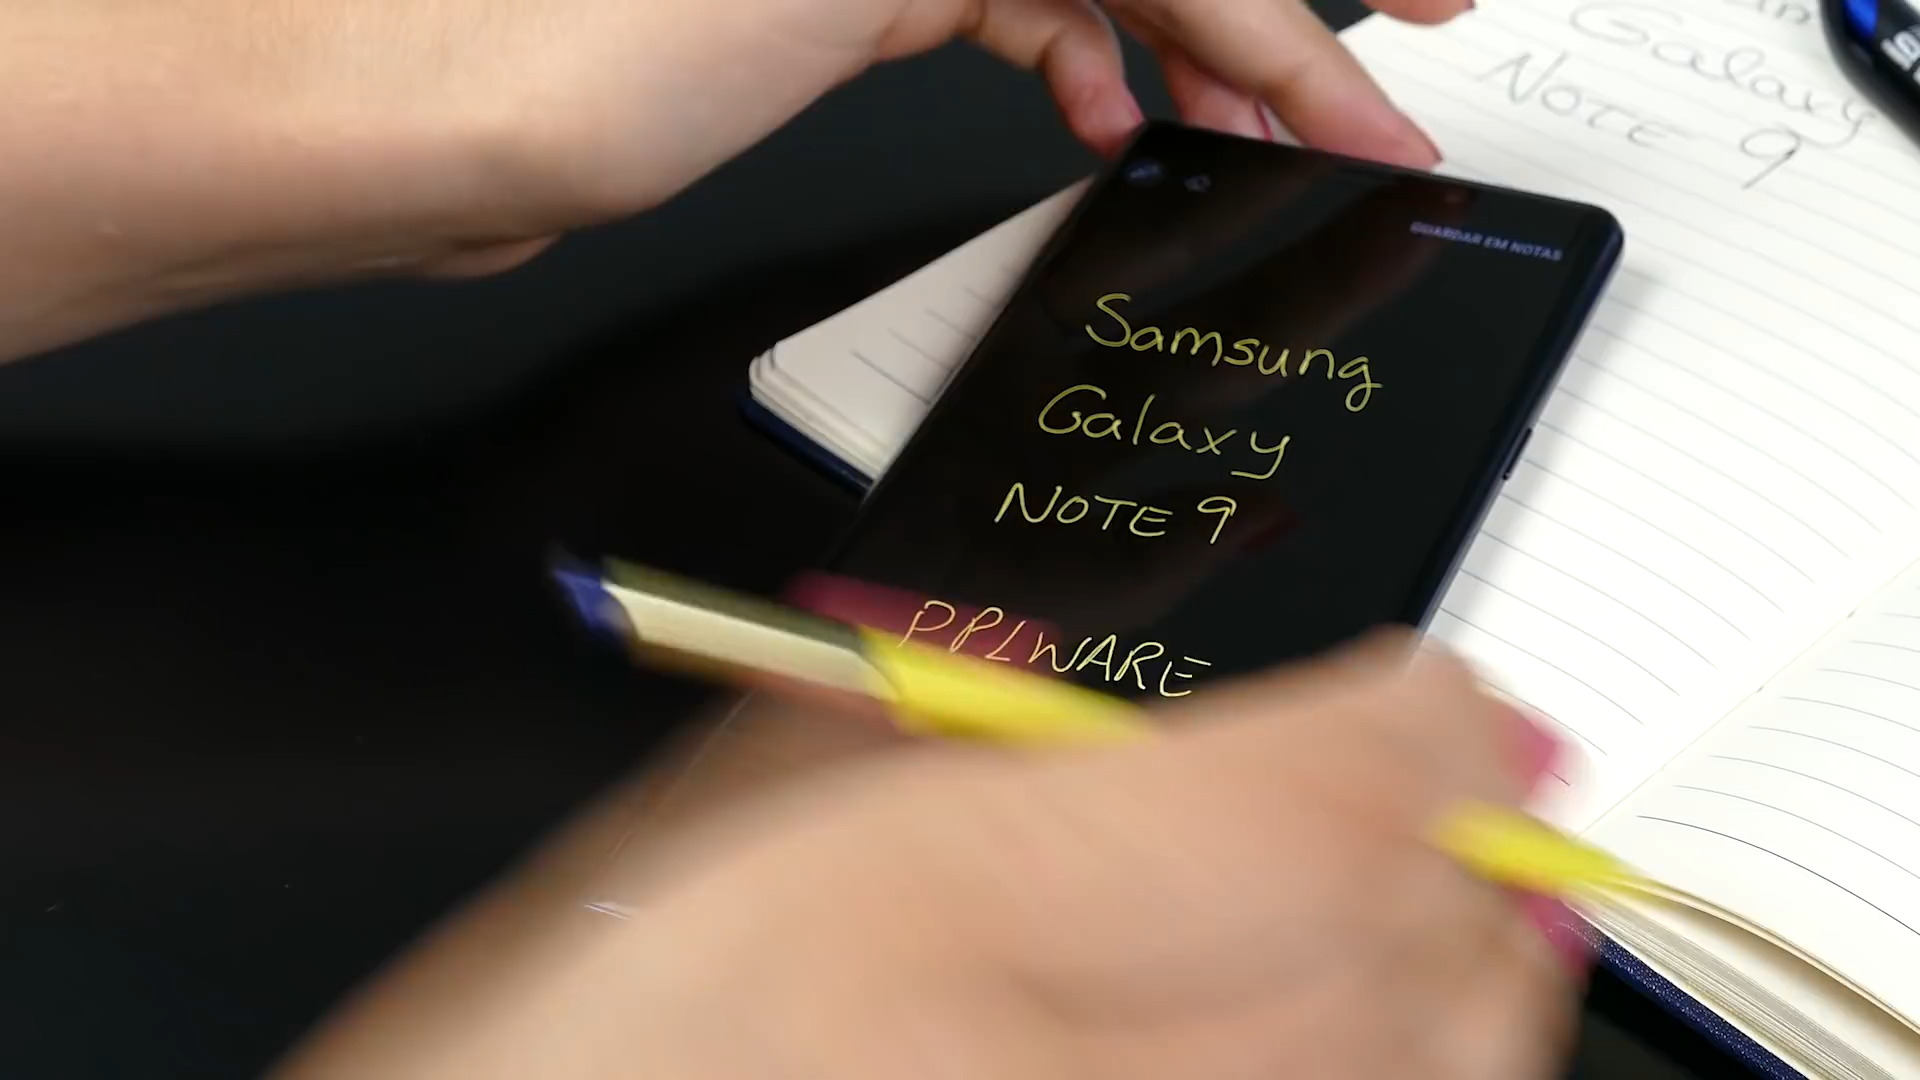 GUARDAR EM NOTAS
Samsung
Galaxy
NOTE 9
PPLWARE
Galaxy
NOTE 9